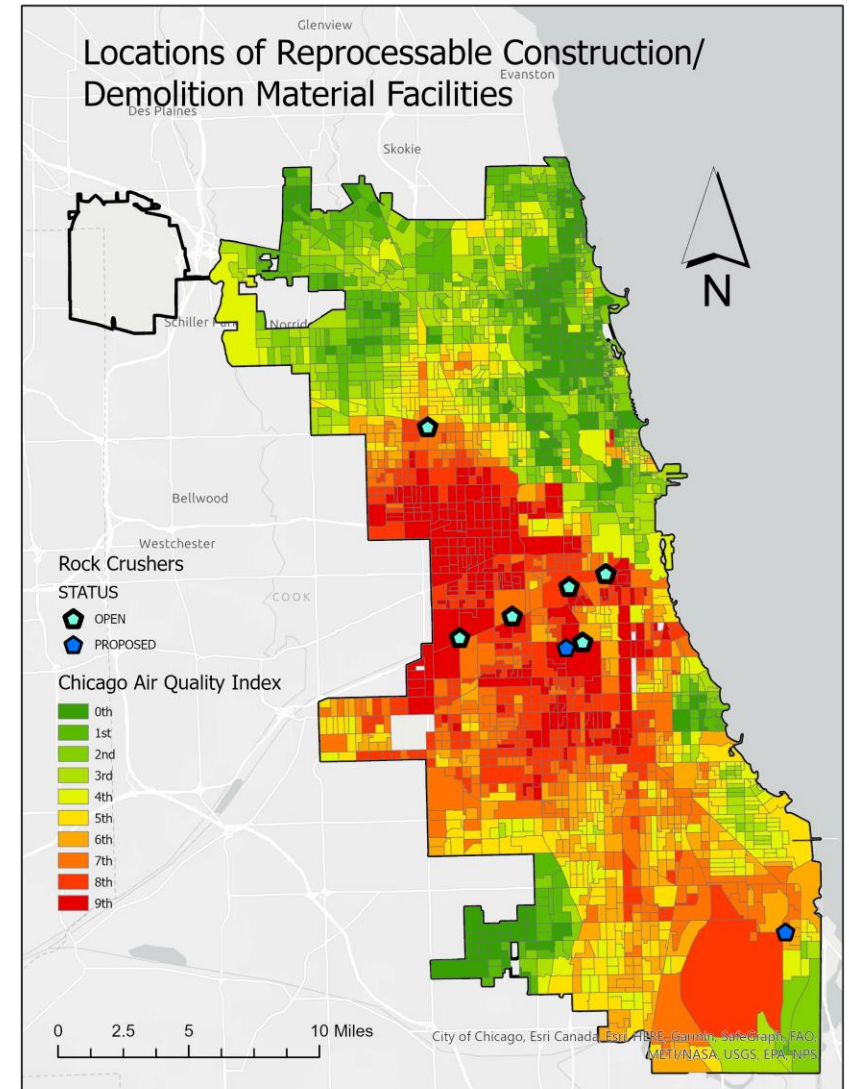 Glenview
Locations of Reprocessable Construction/
Demolition Material Facilities
Evanston
Des Plaines
Skokie
N
Schiller Park
Norridge
Bellwood
Westchester
Rock Crushers
STATUS
COOK
OPEN
PROPOSED
Chicago Air Quality Index
0th
1st
2nd
3rd
4th
5th
6th
7th
8th
9th
0 2.5 5 10 Miles
City of Chicago, Esri Canada, Esri, HERE, Garmin, SafeGraph, FAO,
METI/NASA, USGS, EPA, NPS